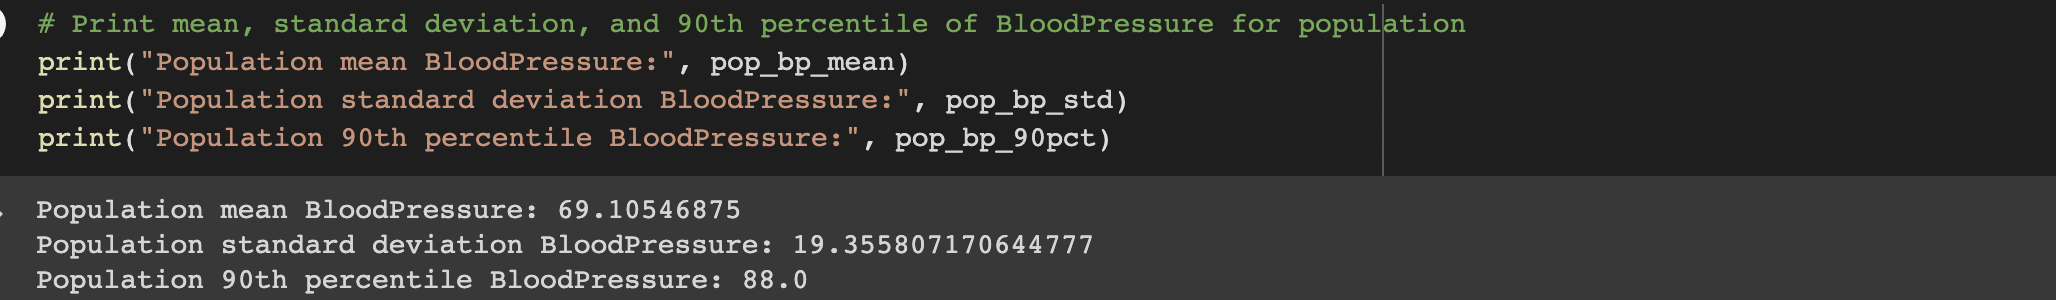 # Print mean, standard deviation, and 90th percentile of BloodPressure for population
print("Population mean BloodPressure:", pop_bp_mean)
print("Population standard deviation BloodPressure:", pop_bp_std)
print("Population 90th percentile BloodPressure:", pop_bp_90pct)
Population mean BloodPressure: 69.10546875
Population standard deviation BloodPressure: 19.355807170644777
Population 90th percentile BloodPressure: 88.0